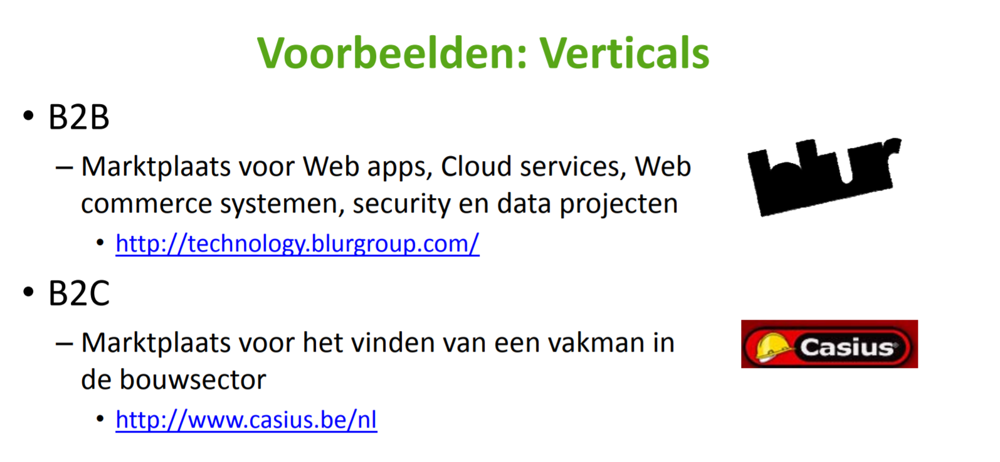 Voorbeelden: Verticals
• B2B
– Marktplaats voor Web apps, Cloud services, Web
commerce systemen, security en data projecten
• http://technology.blurgroup.com/
blur
• B2C
– Marktplaats voor het vinden van een vakman in
de bouwsector
• http://www.casius.be/nl
Casius®